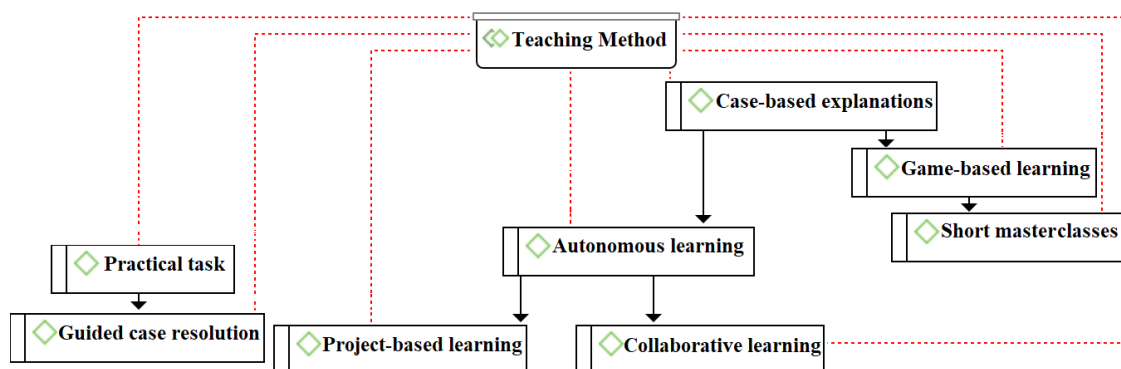 Teaching Method
Case-based explanations
Game-based learning
Short masterclasses
Autonomous learning
Practical task
Guided case resolution
Project-based learning
Collaborative learning